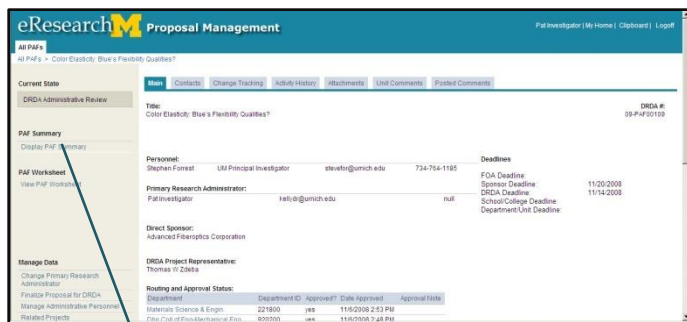 eResearch M Proposal Management
Pat Investigator | My Home | Clipboard | Logoff
All PAFs
All PAFs > Color Elasticity: Blue's Flexibility Qualities?
Current State
DRDA Administrative Review
PAF Summary
Display PAF Summary
PAF Worksheet
View PAF Worksheet
Manage Data
Change Primary Research
Administrator
Finalize Proposal for DRDA
Manage Administrative Personnel
Related Projects
Main Contacts Change Tracking Activity History Attachments Unit Comments Posted Comments
Title:
Color Elasticity: Blue's Flexibility Qualities?
DRDA #:
09-PAF00109
Personnel:
Stephen Forrest UM Principal Investigator stevefor@umich.edu 734-764-1185
Primary Research Administrator:
Pat Investigator kellydr@umich.edu null
Direct Sponsor:
Advanced Fiberoptics Corporation
DRDA Project Representative:
Thomas W Zdeba
Deadlines
FOA Deadline:
Sponsor Deadline: 11/20/2008
DRDA Deadline: 11/14/2008
School/College Deadline:
Department/Unit Deadline:
Routing and Approval Status:
Department Department ID Approved? Date Approved Approval Note
Materials Science & Engin. 221800 yes 11/6/2008 2:53 PM
920200 yes 11/6/2008 2:48 PM